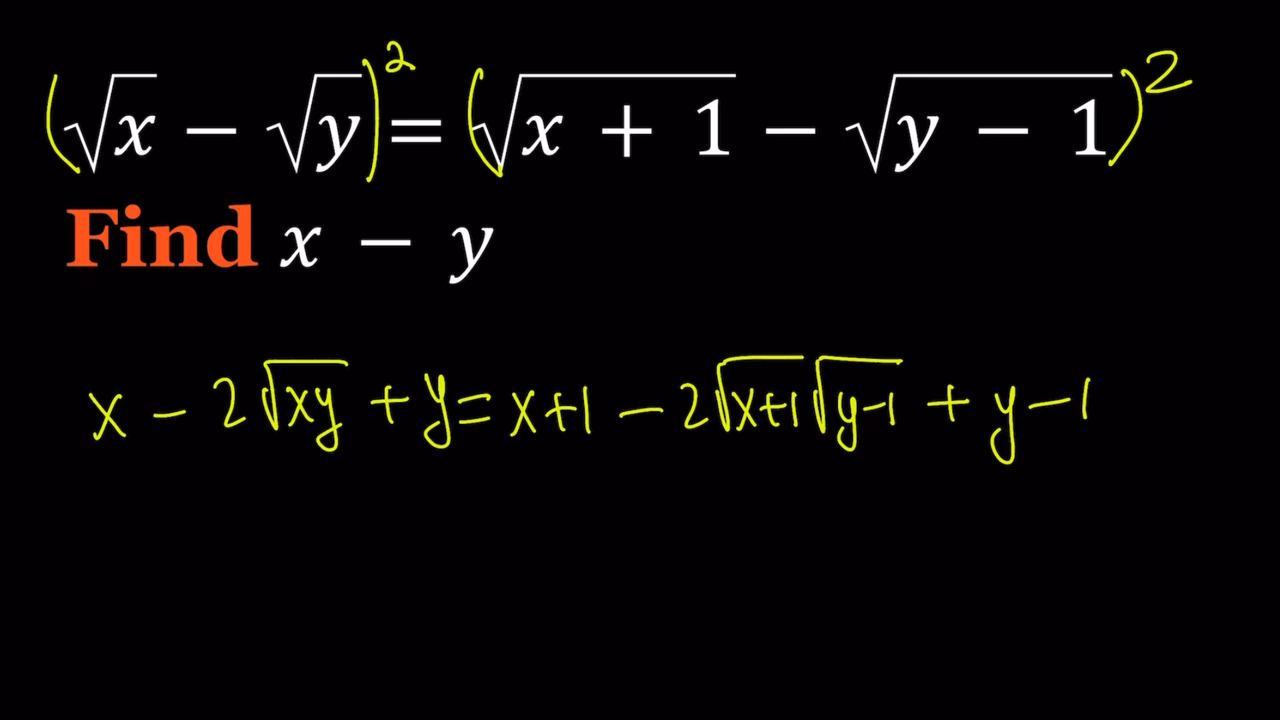 (√x − √y)² = (√x + 1 − √y − 1)²
Find x − y
x − 2√xy + y = x+1 − 2√x+1 √y−1 + y − 1